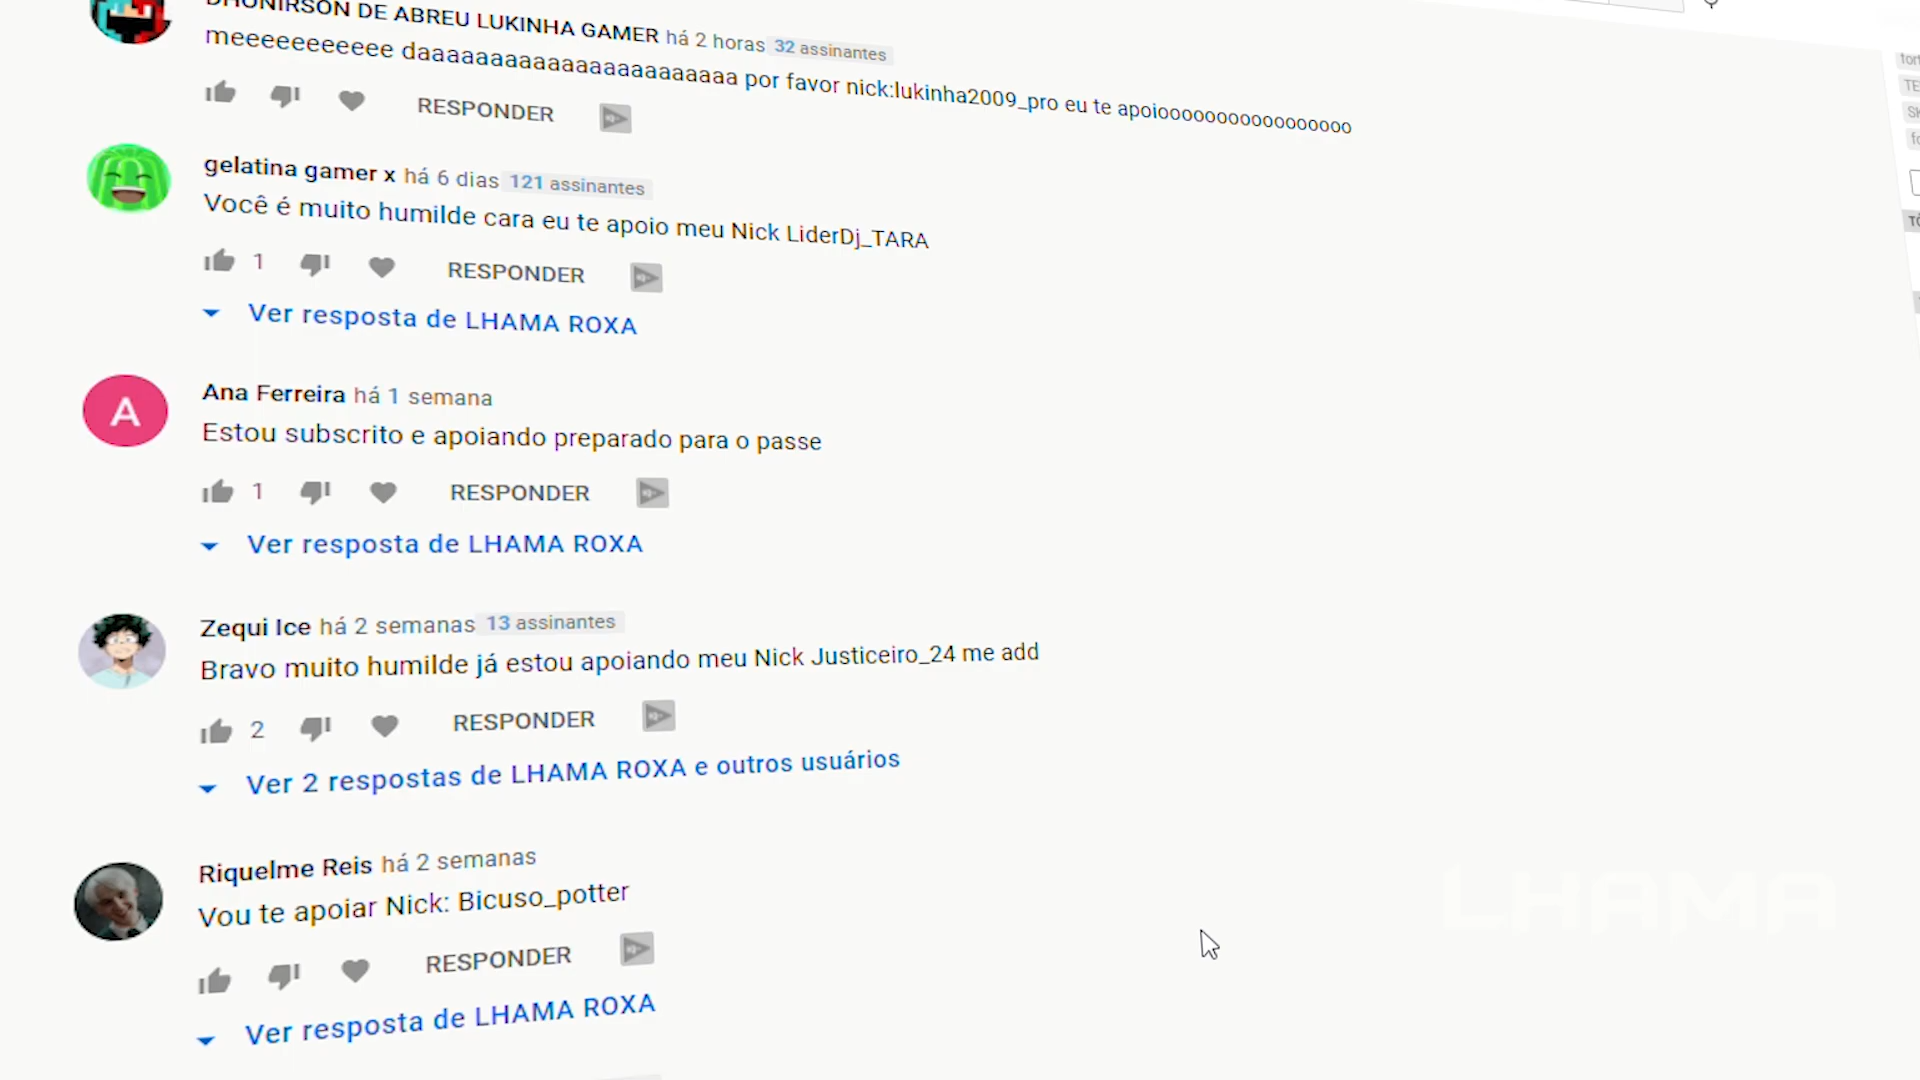 DHONIRSON DE ABREU LUKINHA GAMER há 2 horas 32 assinantes
meeeeeeeeeee daaaaaaaaaaaaaaaaaaaaaaa por favor nick:lukinha2009_pro eu te apoiooooooooooooooooo
RESPONDER
gelatina gamer x há 6 dias 121 assinantes
Você é muito humilde cara eu te apoio meu Nick LiderDj_TARA
1 RESPONDER
Ver resposta de LHAMA ROXA
A
Ana Ferreira há 1 semana
Estou subscrito e apoiando preparado para o passe
1 RESPONDER
Ver resposta de LHAMA ROXA
Zequi Ice há 2 semanas 13 assinantes
Bravo muito humilde já estou apoiando meu Nick Justiceiro_24 me add
2 RESPONDER
Ver 2 respostas de LHAMA ROXA e outros usuários
Riquelme Reis há 2 semanas
Vou te apoiar Nick: Bicuso_potter
RESPONDER
Ver resposta de LHAMA ROXA
LHAMA